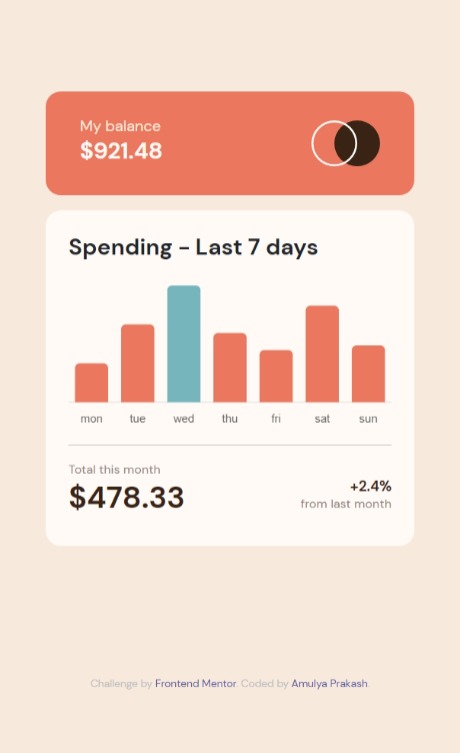 My balance
$921.48
Spending - Last 7 days
mon tue wed thu fri sat sun
Total this month
$478.33
+2.4%
from last month
Challenge by Frontend Mentor. Coded by Amulya Prakash.